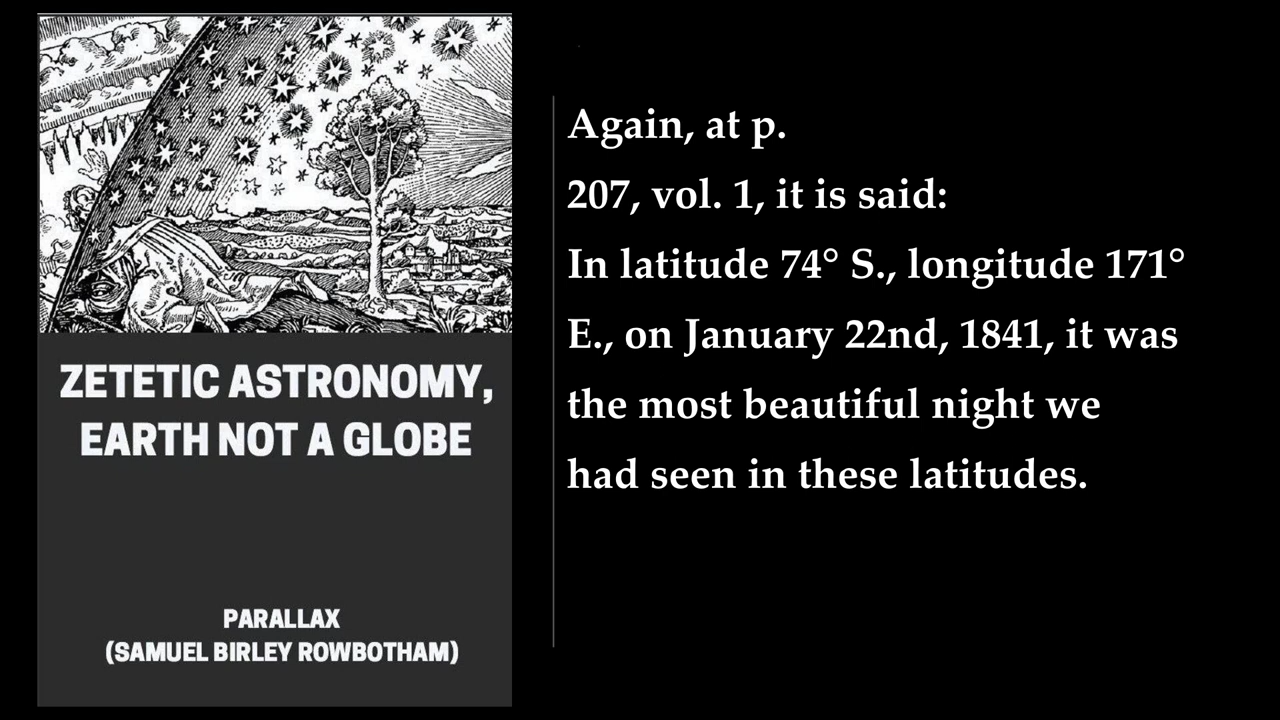 ZETETIC ASTRONOMY,
EARTH NOT A GLOBE
PARALLAX
(SAMUEL BIRLEY ROWBOTHAM)
Again, at p.
207, vol. 1, it is said:
In latitude 74° S., longitude 171°
E., on January 22nd, 1841, it was
the most beautiful night we
had seen in these latitudes.